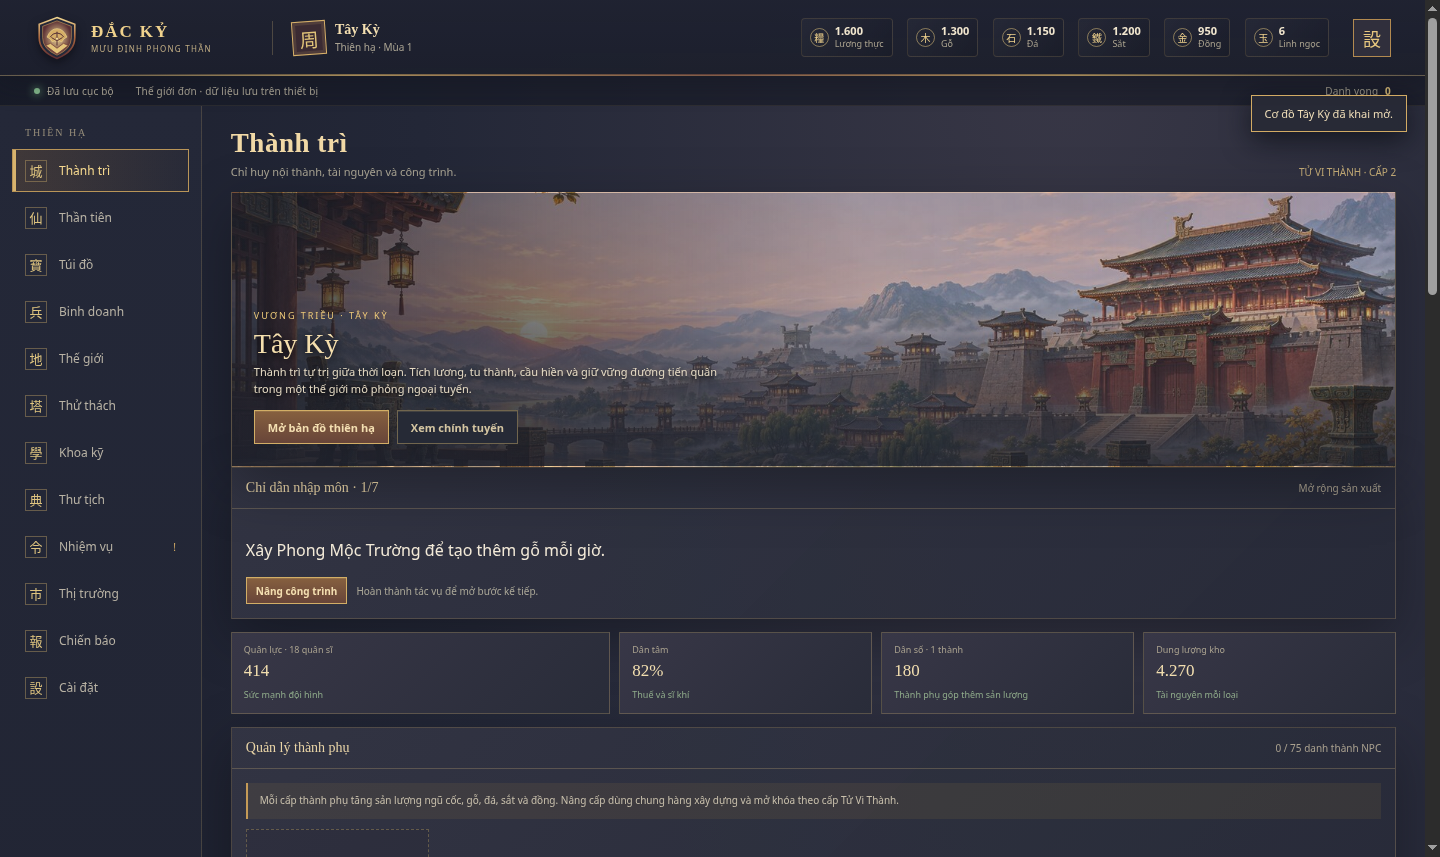 ĐẮC KỶ
MƯU ĐỊNH PHONG THẦN
周
Tây Kỳ
Thiên hạ · Mùa 1
糧
1.600
Lương thực
木
1.300
Gỗ
石
1.150
Đá
鐵
1.200
Sắt
金
950
Đồng
玉
6
Linh ngọc
設
Đã lưu cục bộ
Thế giới đơn · dữ liệu lưu trên thiết bị
Danh vọng 0
Cơ đồ Tây Kỳ đã khai mở.
THIÊN HẠ
城 Thành trì
仙 Thần tiên
寶 Túi đồ
兵 Binh doanh
地 Thế giới
塔 Thử thách
學 Khoa kỹ
典 Thư tịch
令 Nhiệm vụ !
市 Thị trường
報 Chiến báo
設 Cài đặt
Thành trì
Chỉ huy nội thành, tài nguyên và công trình.
TỬ VI THÀNH · CẤP 2
VƯƠNG TRIỀU · TÂY KỲ
Tây Kỳ
Thành trì tự trị giữa thời loạn. Tích lương, tu thành, cầu hiền và giữ vững đường tiến quân
trong một thế giới mô phỏng ngoại tuyến.
Mở bản đồ thiên hạ
Xem chính tuyến
Chỉ dẫn nhập môn · 1/7
Mở rộng sản xuất
Xây Phong Mộc Trường để tạo thêm gỗ mỗi giờ.
Nâng công trình
Hoàn thành tác vụ để mở bước kế tiếp.
Quân lực · 18 quân sĩ
414
Sức mạnh đội hình
Dân tâm
82%
Thuế và sĩ khí
Dân số · 1 thành
180
Thành phụ góp thêm sản lượng
Dung lượng kho
4.270
Tài nguyên mỗi loại
Quản lý thành phụ
0 / 75 danh thành NPC
Mỗi cấp thành phụ tăng sản lượng ngũ cốc, gỗ, đá, sắt và đồng. Nâng cấp dùng chung hàng xây dựng và mở khóa theo cấp Tử Vi Thành.